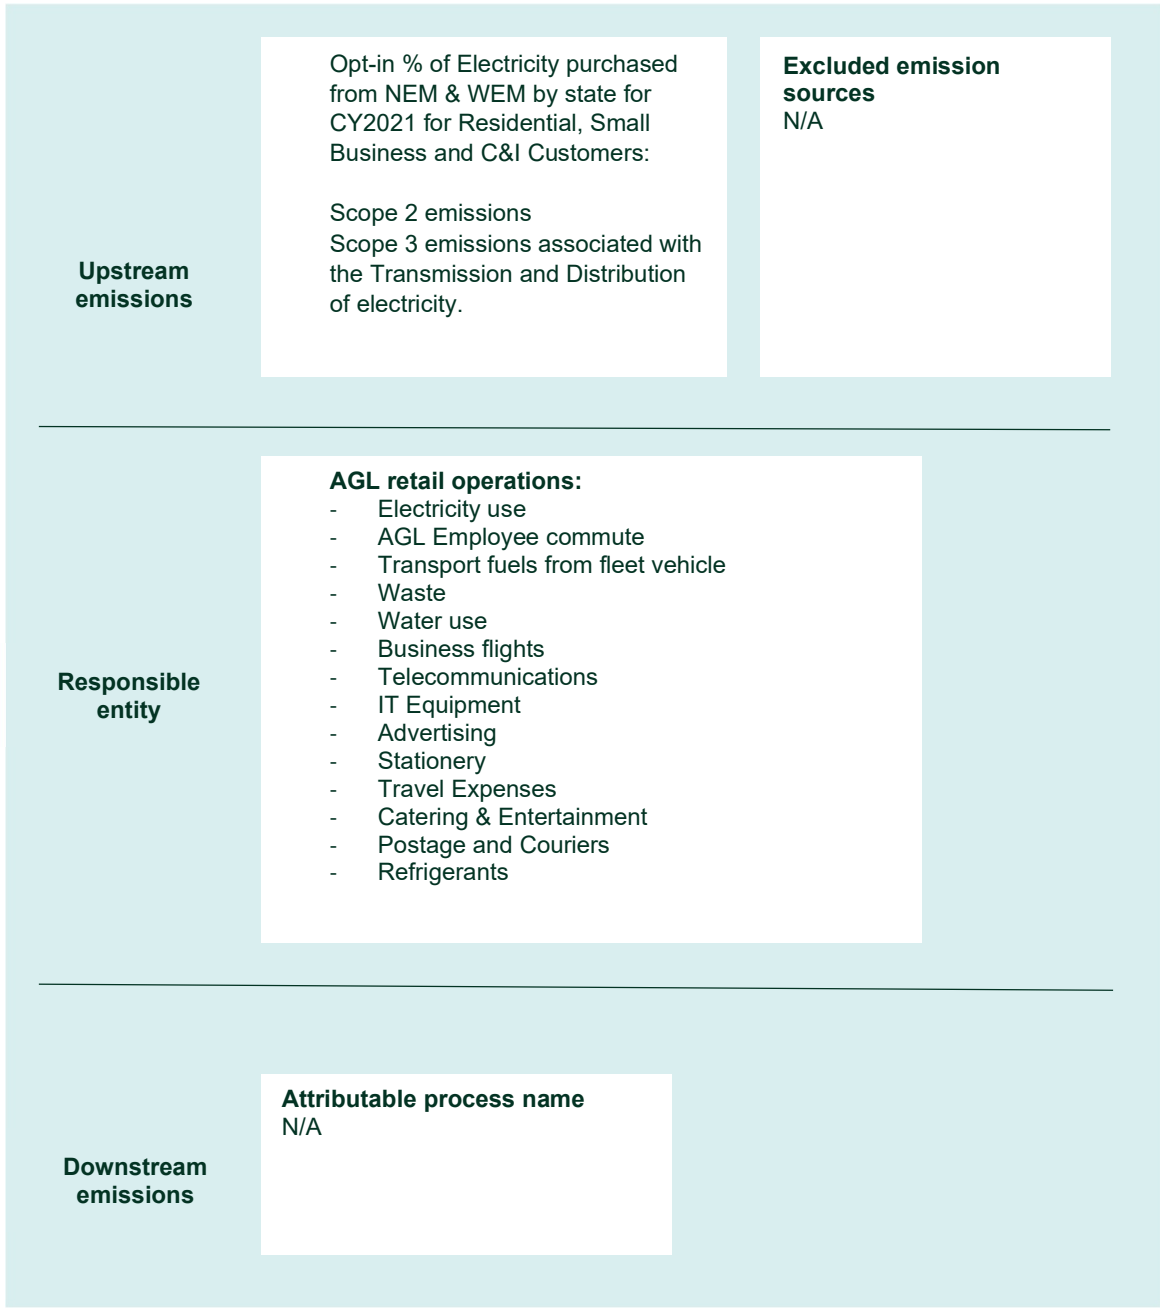 Upstream
emissions
Opt-in % of Electricity purchased
from NEM & WEM by state for
CY2021 for Residential, Small
Business and C&I Customers:
Scope 2 emissions
Scope 3 emissions associated with
the Transmission and Distribution
of electricity.
Excluded emission
sources
N/A
Responsible
entity
AGL retail operations:
- Electricity use
- AGL Employee commute
- Transport fuels from fleet vehicle
- Waste
- Water use
- Business flights
- Telecommunications
- IT Equipment
- Advertising
- Stationery
- Travel Expenses
- Catering & Entertainment
- Postage and Couriers
- Refrigerants
Downstream
emissions
Attributable process name
N/A